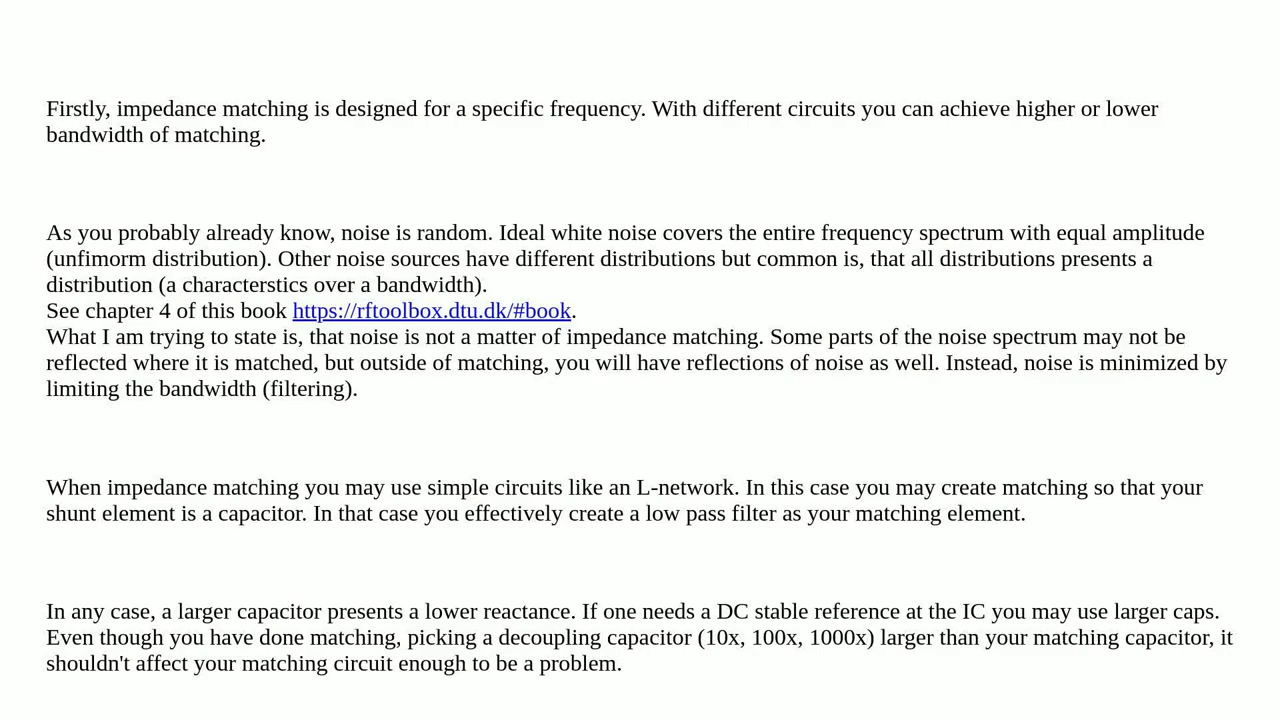 Firstly, impedance matching is designed for a specific frequency. With different circuits you can achieve higher or lower
bandwidth of matching.
As you probably already know, noise is random. Ideal white noise covers the entire frequency spectrum with equal amplitude
(unfimorm distribution). Other noise sources have different distributions but common is, that all distributions presents a
distribution (a characterstics over a bandwidth).
See chapter 4 of this book https://rftoolbox.dtu.dk/#book.
What I am trying to state is, that noise is not a matter of impedance matching. Some parts of the noise spectrum may not be
reflected where it is matched, but outside of matching, you will have reflections of noise as well. Instead, noise is minimized by
limiting the bandwidth (filtering).
When impedance matching you may use simple circuits like an L-network. In this case you may create matching so that your
shunt element is a capacitor. In that case you effectively create a low pass filter as your matching element.
In any case, a larger capacitor presents a lower reactance. If one needs a DC stable reference at the IC you may use larger caps.
Even though you have done matching, picking a decoupling capacitor (10x, 100x, 1000x) larger than your matching capacitor, it
shouldn't affect your matching circuit enough to be a problem.